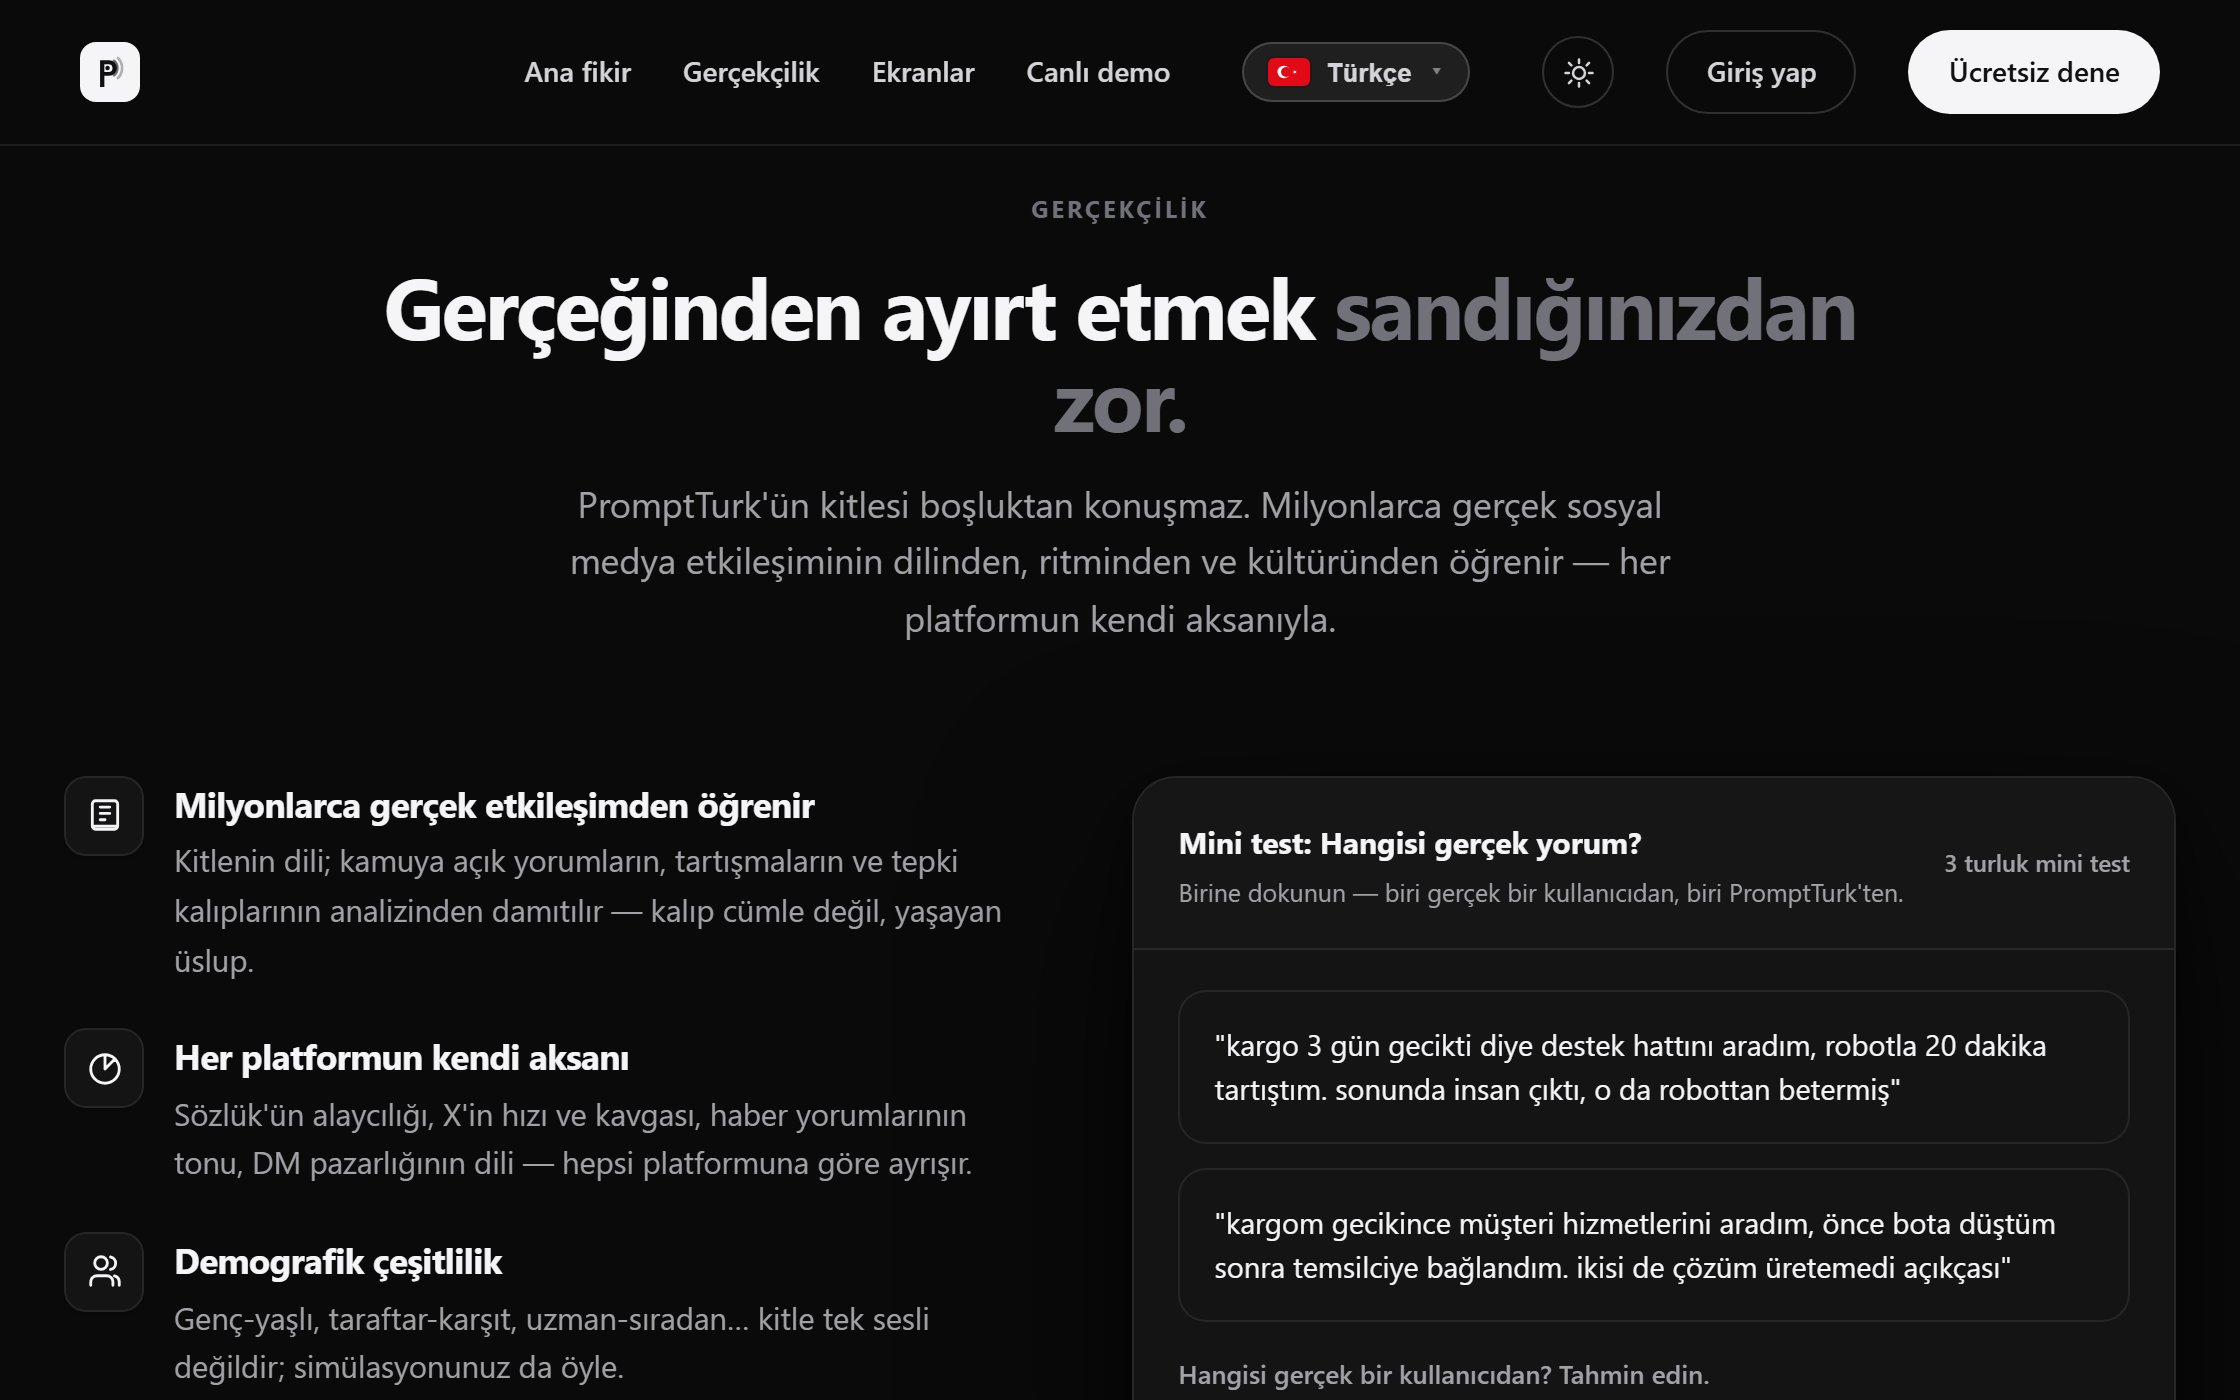 P
Ana fikir
Gerçekçilik
Ekranlar
Canlı demo
Türkçe
Giriş yap
Ücretsiz dene
GERÇEKÇİLİK
Gerçeğinden ayırt etmek sandığınızdan
zor.
PromptTurk'ün kitlesi boşluktan konuşmaz. Milyonlarca gerçek sosyal
medya etkileşiminin dilinden, ritminden ve kültüründen öğrenir — her
platformun kendi aksanıyla.
Milyonlarca gerçek etkileşimden öğrenir
Kitlenin dili; kamuya açık yorumların, tartışmaların ve tepki
kalıplarının analizinden damıtılır — kalıp cümle değil, yaşayan
üslup.
Her platformun kendi aksanı
Sözlük'ün alaycılığı, X'in hızı ve kavgası, haber yorumlarının
tonu, DM pazarlığının dili — hepsi platformuna göre ayrışır.
Demografik çeşitlilik
Genç-yaşlı, taraftar-karşıt, uzman-sıradan... kitle tek sesli
değildir; simülasyonunuz da öyle.
Mini test: Hangisi gerçek yorum?
Birine dokunun — biri gerçek bir kullanıcıdan, biri PromptTurk'ten.
3 turluk mini test
"kargo 3 gün gecikti diye destek hattını aradım, robotla 20 dakika
tartıştım. sonunda insan çıktı, o da robottan betermiş"
"kargom gecikince müşteri hizmetlerini aradım, önce bota düştüm
sonra temsilciye bağlandım. ikisi de çözüm üretemedi açıkçası"
Hangisi gerçek bir kullanıcıdan? Tahmin edin.